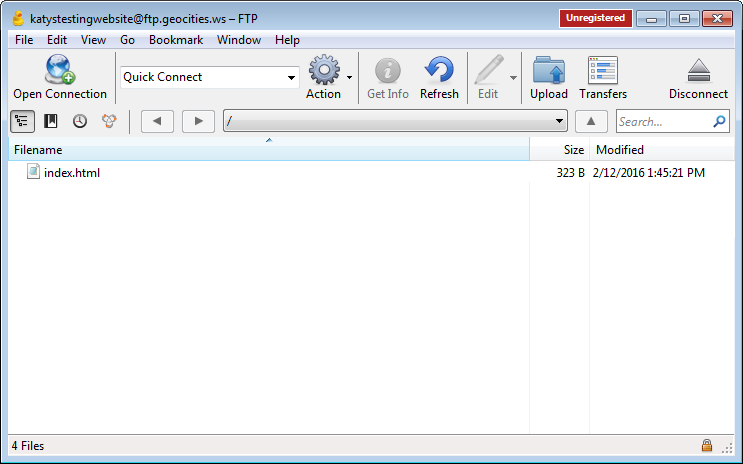 katystestingwebsite@ftp.geocities.ws – FTP Unregistered
File Edit View Go Bookmark Window Help
Open Connection Quick Connect Action Get Info Refresh Edit Upload Transfers Disconnect
/ Search...
Filename Size Modified
index.html 323 B 2/12/2016 1:45:21 PM
4 Files